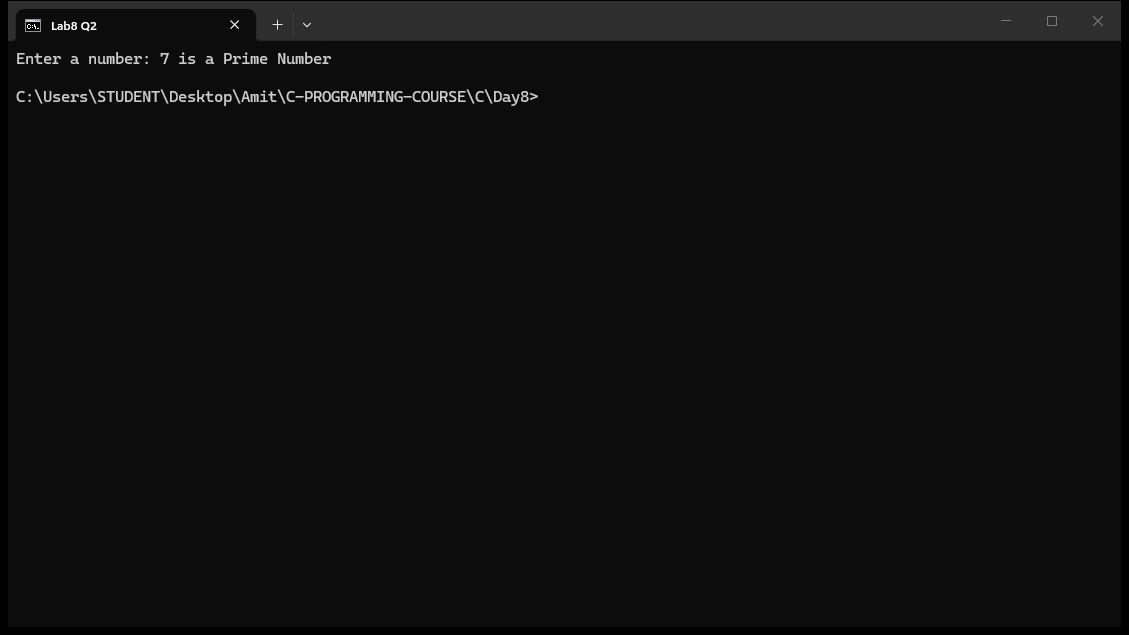 Lab8 Q2
Enter a number: 7 is a Prime Number
C:\Users\STUDENT\Desktop\Amit\C-PROGRAMMING-COURSE\C\Day8>